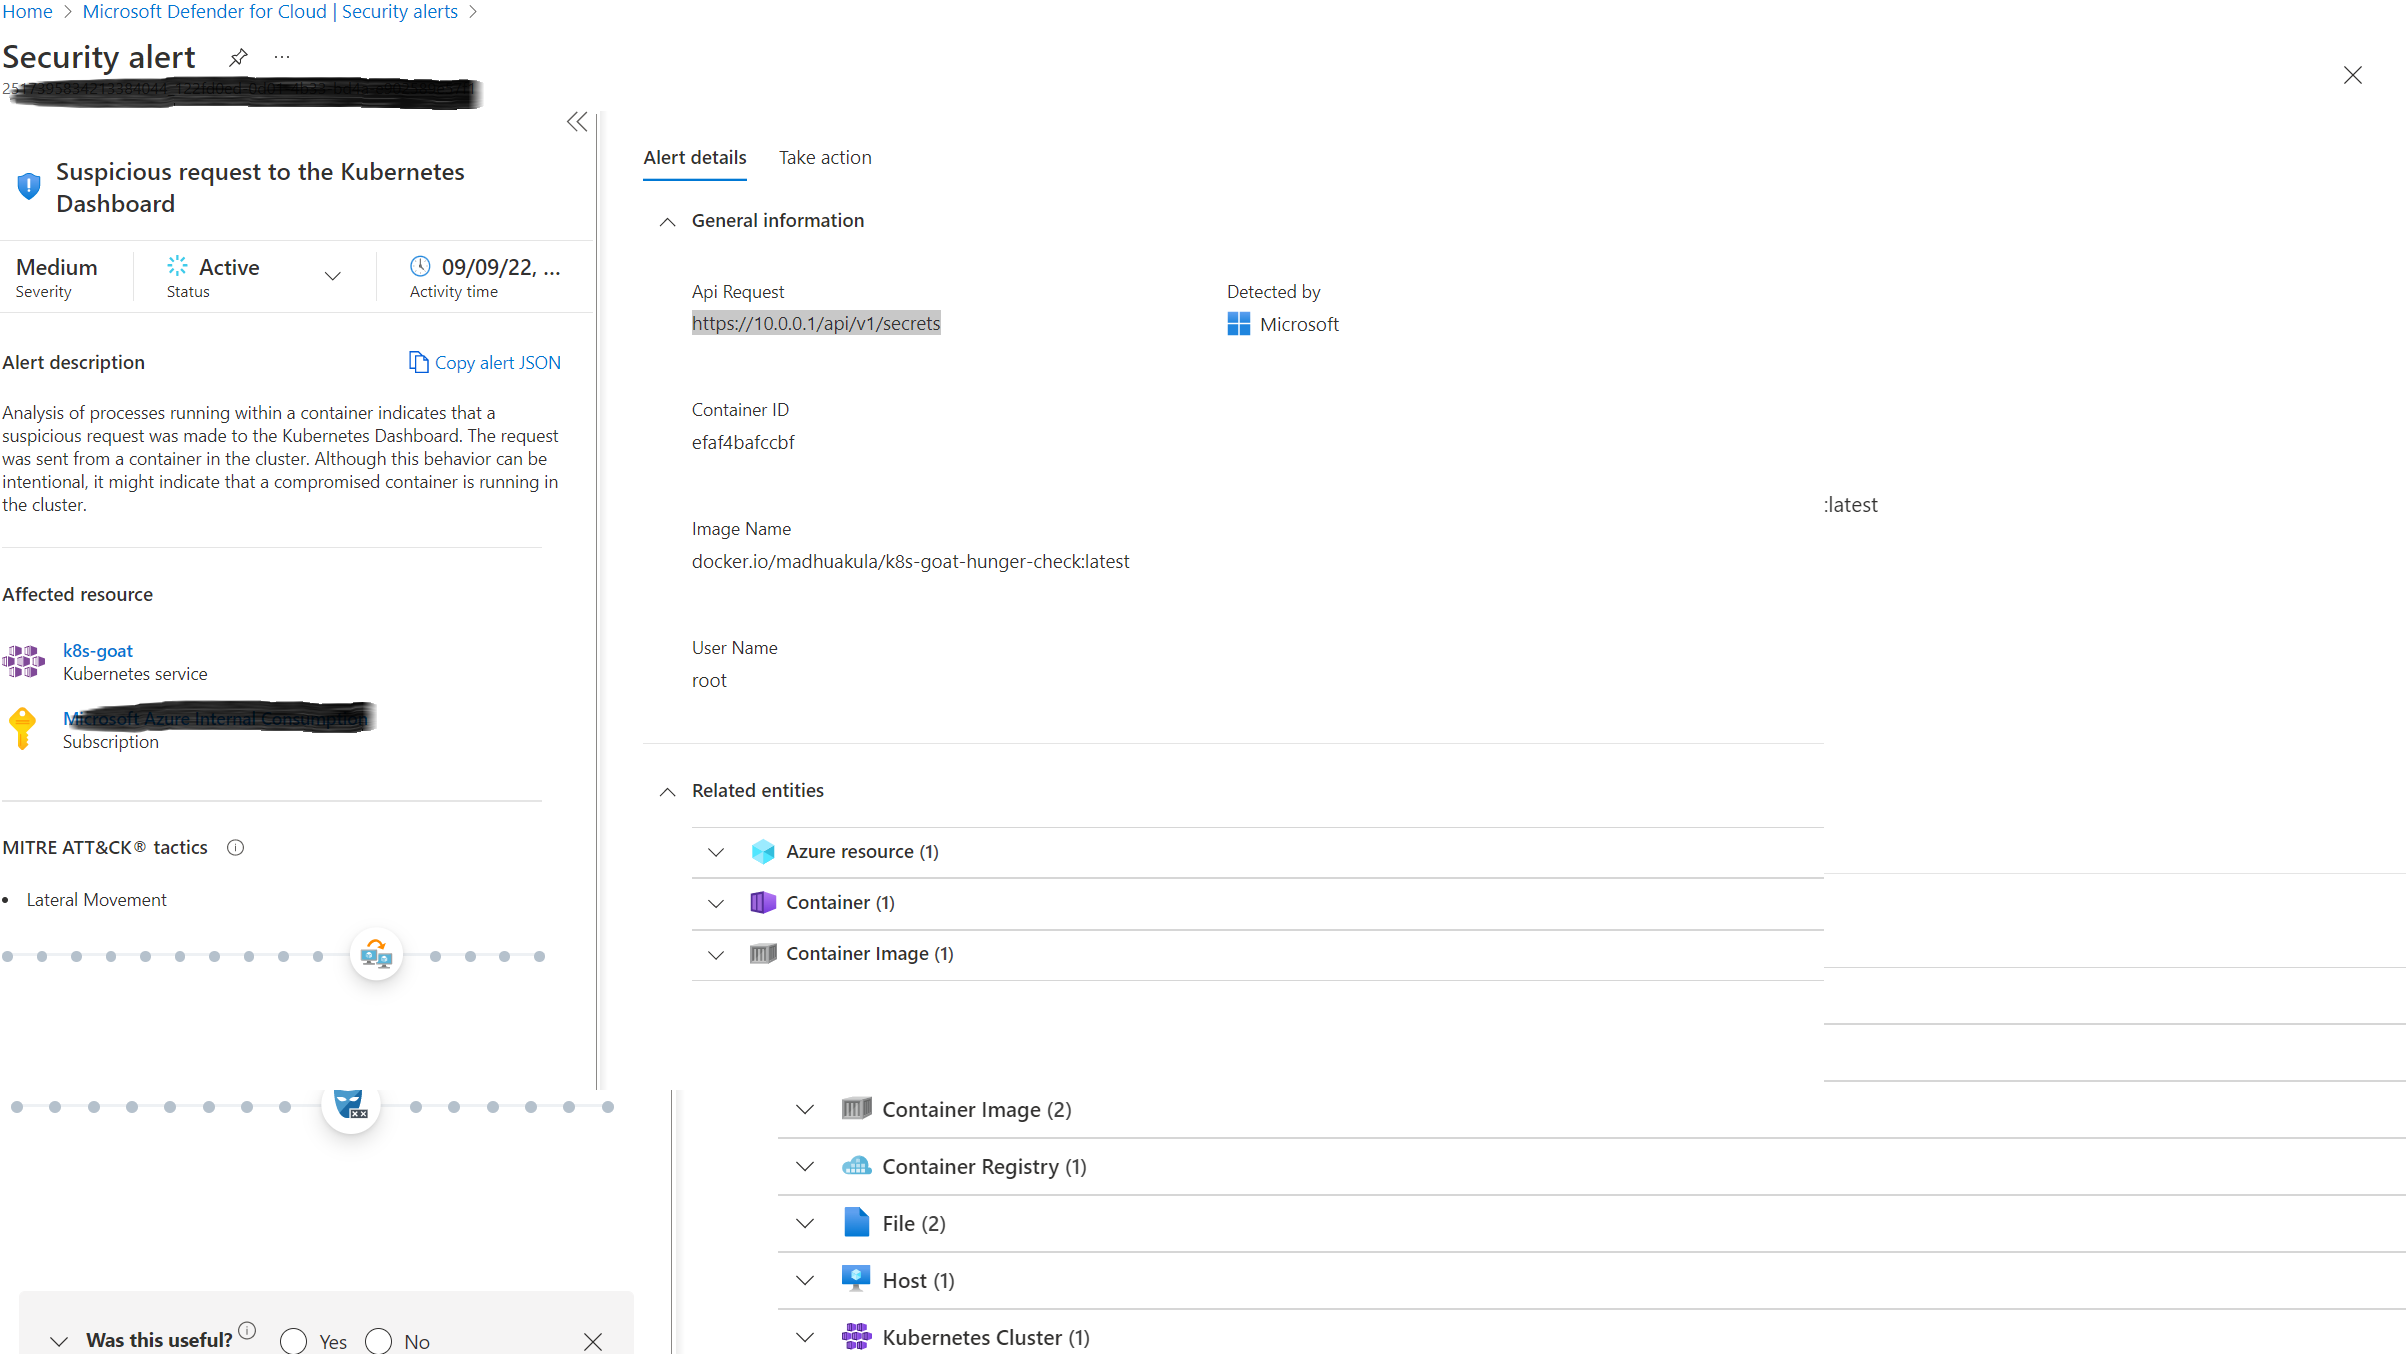 Home > Microsoft Defender for Cloud | Security alerts >
Security alert
Suspicious request to the Kubernetes
Dashboard
Medium
Severity
Active
Status
09/09/22, ...
Activity time
Alert description
Copy alert JSON
Analysis of processes running within a container indicates that a
suspicious request was made to the Kubernetes Dashboard. The request
was sent from a container in the cluster. Although this behavior can be
intentional, it might indicate that a compromised container is running in
the cluster.
Affected resource
k8s-goat
Kubernetes service
Microsoft Azure Internal Consumption
Subscription
MITRE ATT&CK® tactics
• Lateral Movement
Alert details
Take action
General information
Api Request
https://10.0.0.1/api/v1/secrets
Detected by
Microsoft
Container ID
efaf4bafccbf
Image Name
docker.io/madhuakula/k8s-goat-hunger-check:latest
User Name
root
:latest
Related entities
Azure resource (1)
Container (1)
Container Image (1)
Container Image (2)
Container Registry (1)
File (2)
Host (1)
Kubernetes Cluster (1)
Was this useful?
Yes
No